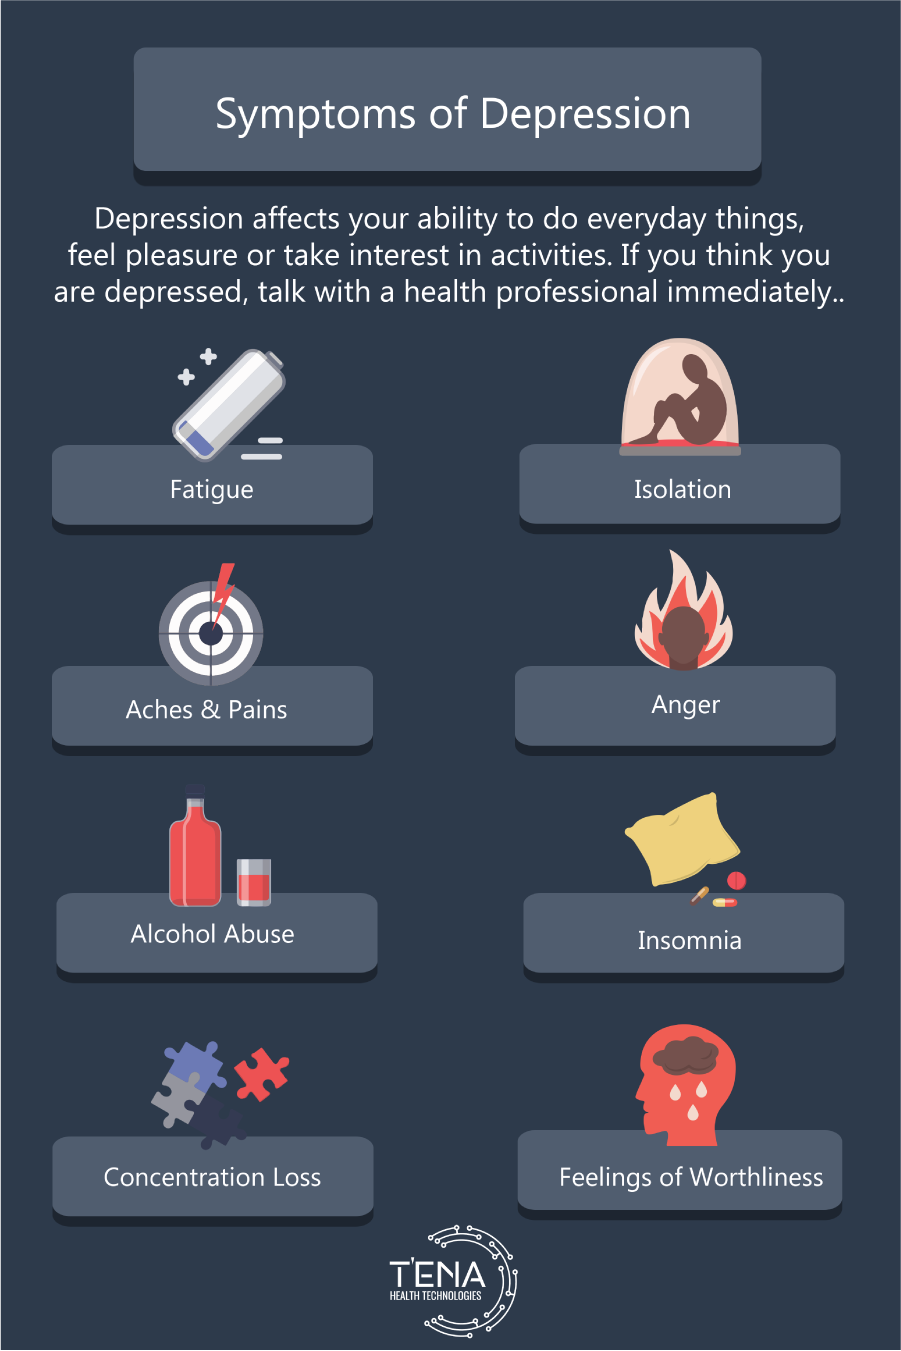 Symptoms of Depression
Depression affects your ability to do everyday things,
feel pleasure or take interest in activities. If you think you
are depressed, talk with a health professional immediately..
Fatigue
Isolation
Aches & Pains
Anger
Alcohol Abuse
Insomnia
Concentration Loss
Feelings of Worthliness
T'ENA
HEALTH TECHNOLOGIES